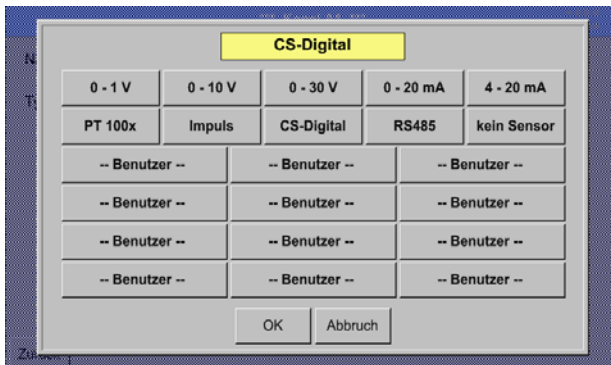 CS-Digital
0 - 1 V 0 - 10 V 0 - 30 V 0 - 20 mA 4 - 20 mA
PT 100x Impuls CS-Digital RS485 kein Sensor
-- Benutzer -- -- Benutzer -- -- Benutzer --
-- Benutzer -- -- Benutzer -- -- Benutzer --
-- Benutzer -- -- Benutzer -- -- Benutzer --
-- Benutzer -- -- Benutzer -- -- Benutzer --
OK Abbruch